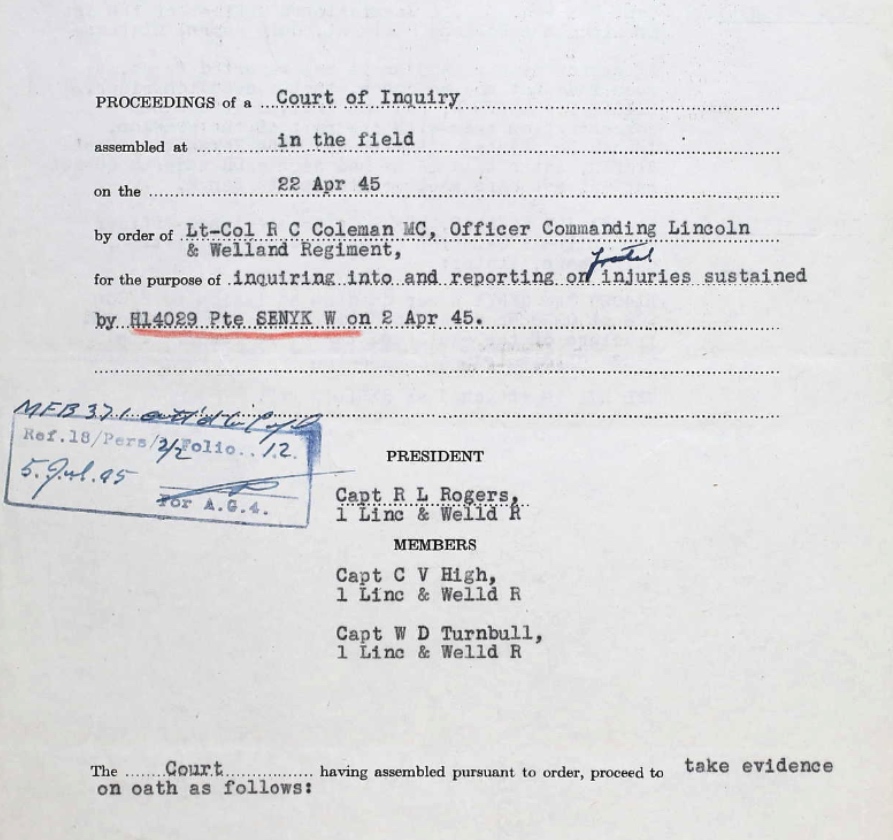 PROCEEDINGS of a Court of Inquiry
assembled at in the field
on the 22 Apr 45
by order of Lt-Col R C Coleman MC, Officer Commanding Lincoln
& Welland Regiment,
fatal
for the purpose of inquiring into and reporting on injuries sustained
by H14029 Pte SENYK W on 2 Apr 45.
MFB 371
Ref.18/Pers/2/2 Folio..12.
5.Jul.45
For A.G.4.
PRESIDENT
Capt R L Rogers,
1 Linc & Welld R
MEMBERS
Capt C V High,
1 Linc & Welld R
Capt W D Turnbull,
1 Linc & Welld R
The Court having assembled pursuant to order, proceed to take evidence
on oath as follows: